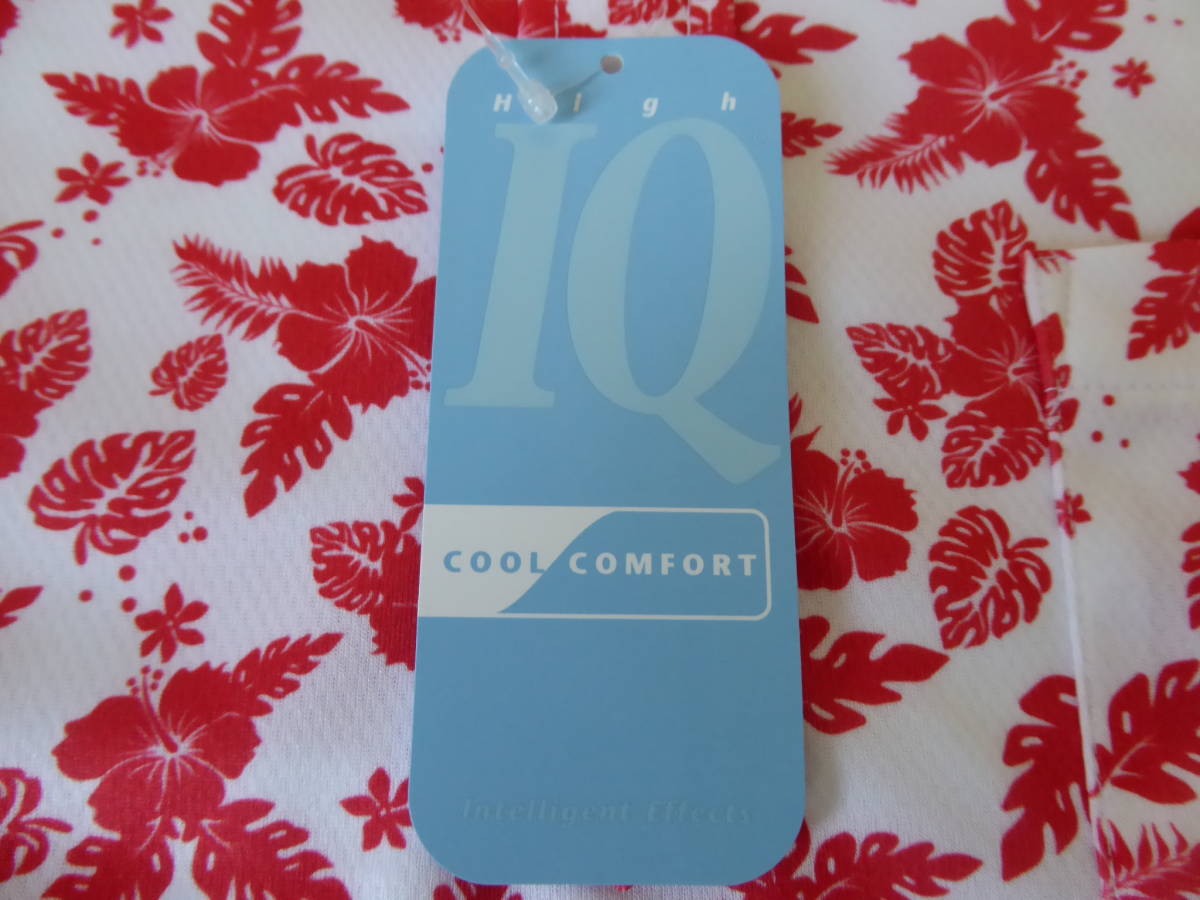 High
IQ
COOL COMFORT
Intelligent Effects